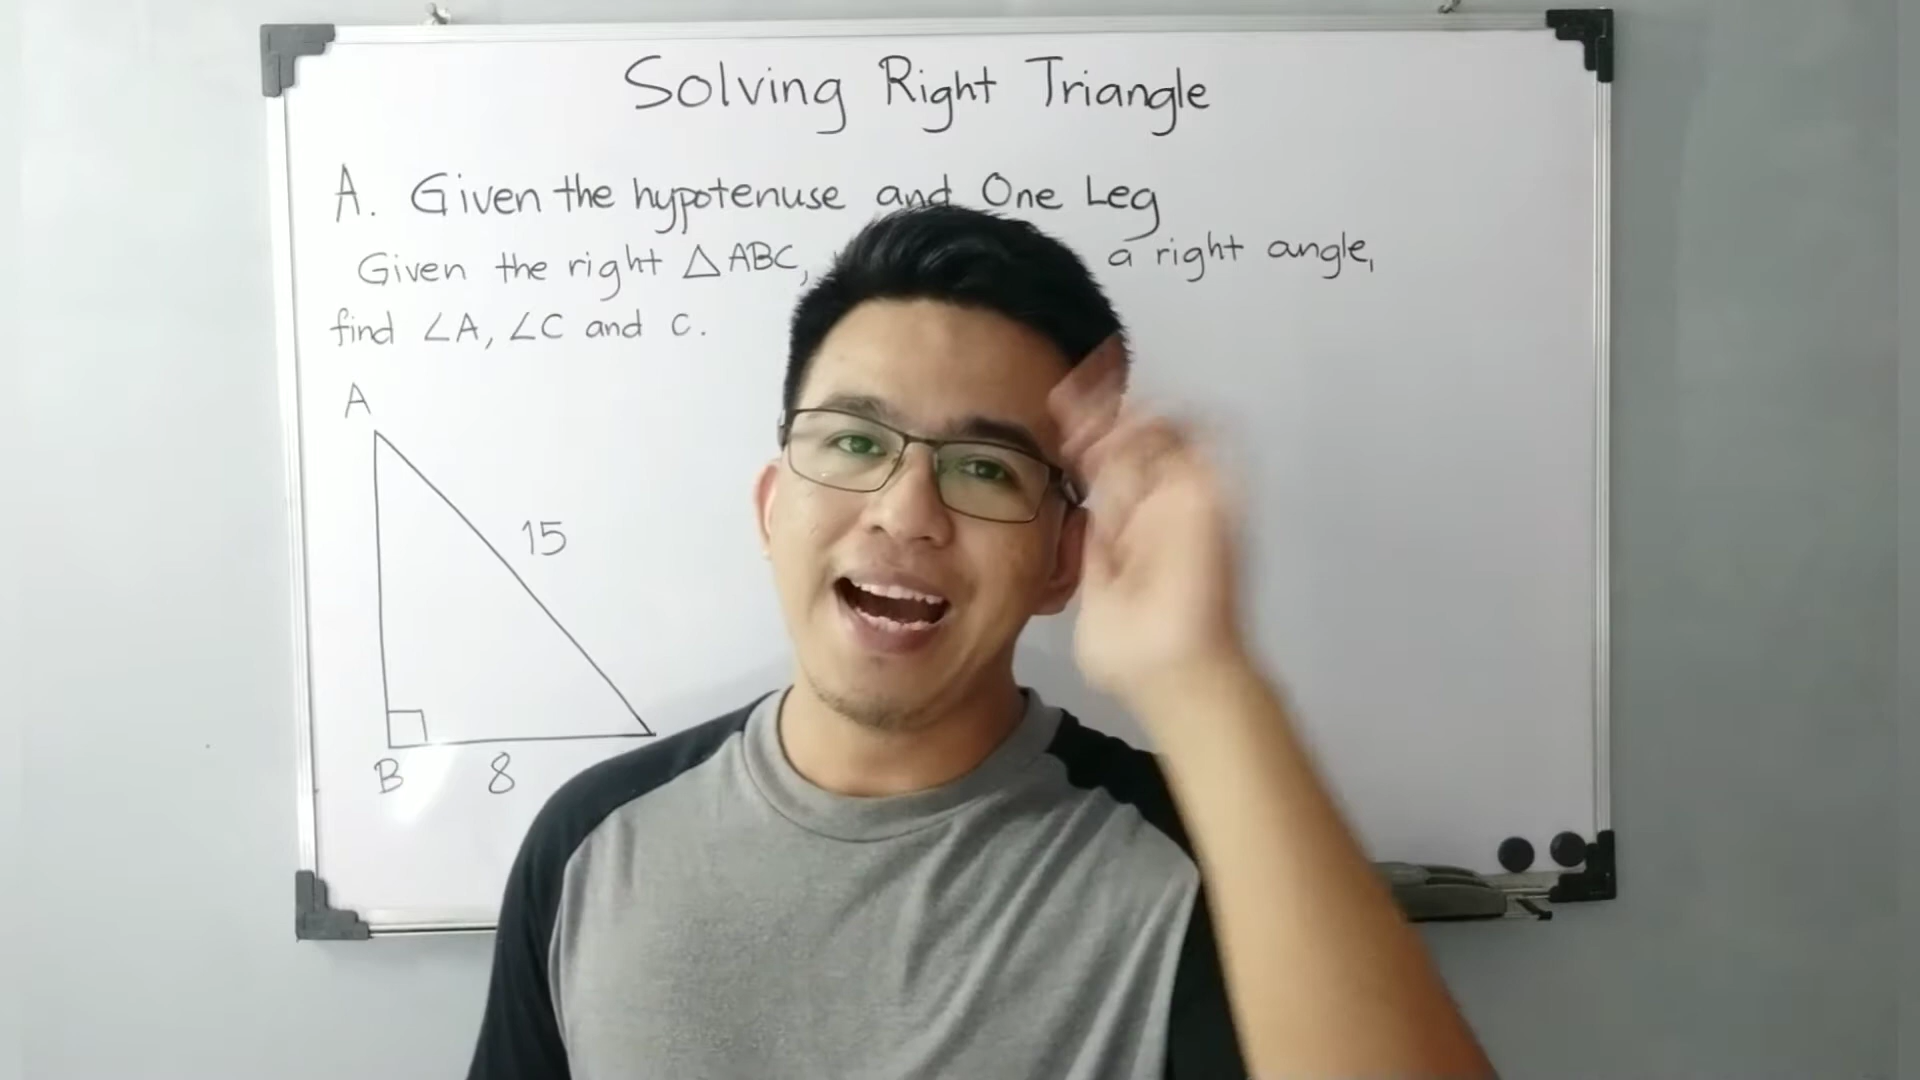 Solving Right Triangle
A. Given the hypotenuse and One Leg
Given the right △ABC, a right angle,
find ∠A, ∠C and c.
A
15
B 8